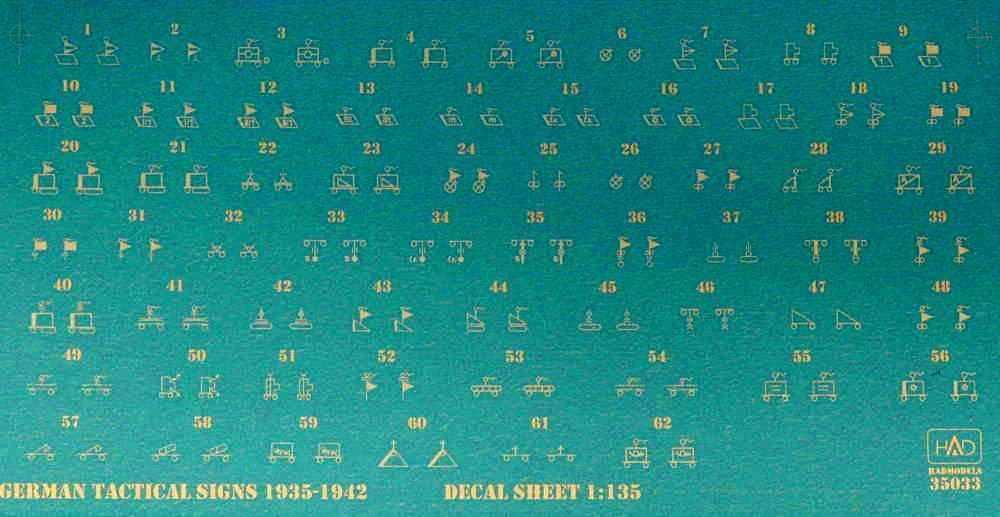 1 2 3 4 5 6 7 8 9
10 11 12 13 14 15 16 17 18 19
20 21 22 23 24 25 26 27 28 29
30 31 32 33 34 35 36 37 38 39
40 41 42 43 44 45 46 47 48
49 50 51 52 53 54 55 56
57 58 59 60 61 62
HAD
HADMODELS
GERMAN TACTICAL SIGNS 1935-1942 DECAL SHEET 1:135 35033